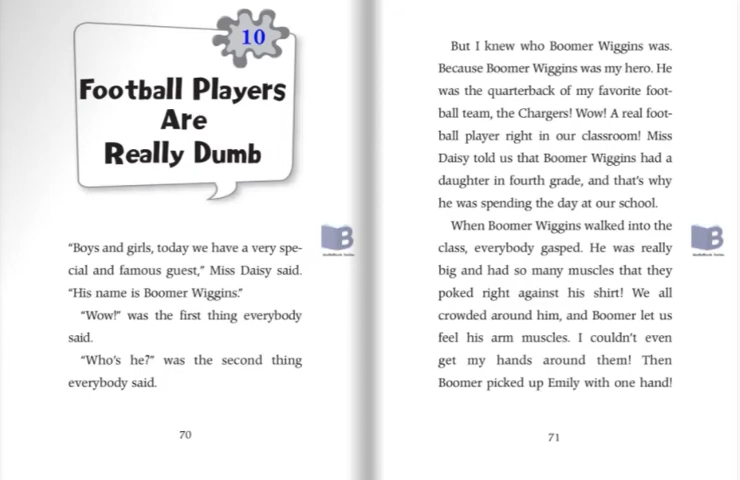 10
Football Players
Are
Really Dumb
“Boys and girls, today we have a very spe-
cial and famous guest,” Miss Daisy said.
“His name is Boomer Wiggins.”
“Wow!” was the first thing everybody
said.
“Who’s he?” was the second thing
everybody said.
70
But I knew who Boomer Wiggins was.
Because Boomer Wiggins was my hero. He
was the quarterback of my favorite foot-
ball team, the Chargers! Wow! A real foot-
ball player right in our classroom! Miss
Daisy told us that Boomer Wiggins had a
daughter in fourth grade, and that’s why
he was spending the day at our school.
When Boomer Wiggins walked into the
class, everybody gasped. He was really
big and had so many muscles that they
poked right against his shirt! We all
crowded around him, and Boomer let us
feel his arm muscles. I couldn’t even
get my hands around them! Then
Boomer picked up Emily with one hand!
71